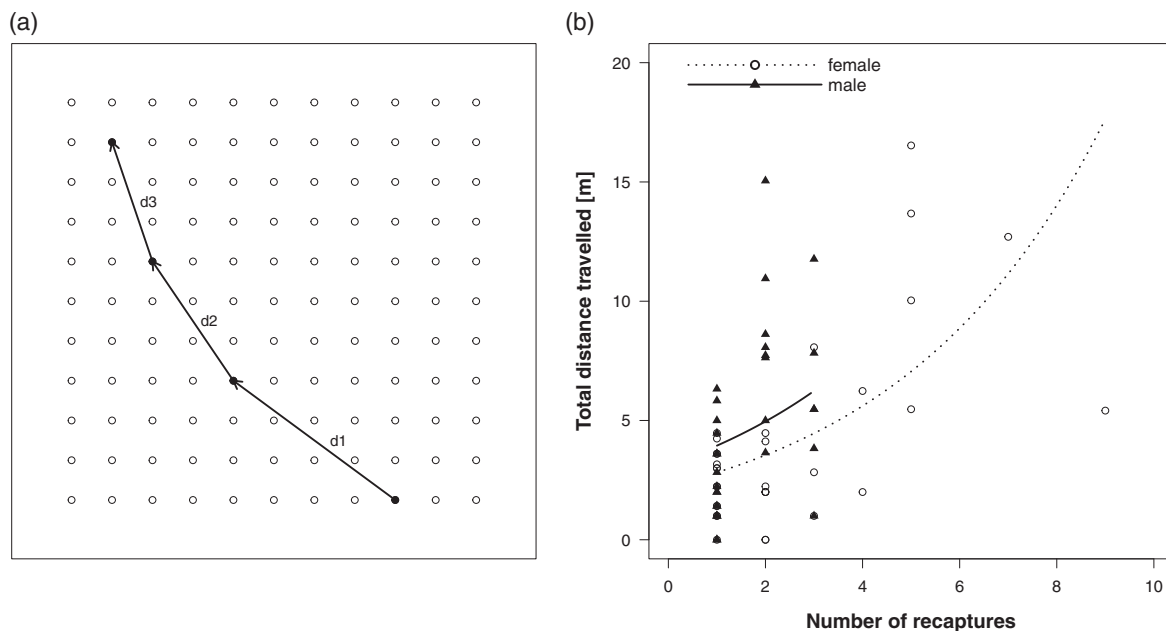 (a)
d3
d2
d1
(b)
female
male
Total distance travelled [m]
20
15
10
5
0
0 2 4 6 8 10
Number of recaptures